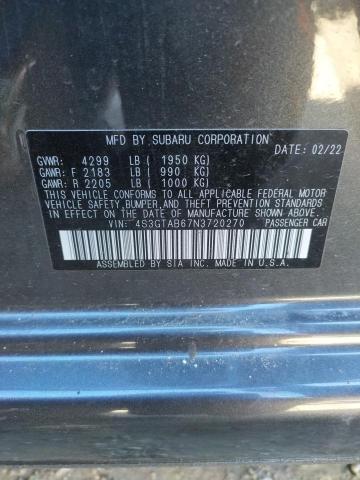 MFD BY SUBARU CORPORATION
DATE: 02/22
GVWR: 4299 LB ( 1950 KG)
GAWR: F 2183 LB ( 990 KG)
GAWR: R 2205 LB ( 1000 KG)
THIS VEHICLE CONFORMS TO ALL APPLICABLE FEDERAL MOTOR
VEHICLE SAFETY, BUMPER, AND THEFT PREVENTION STANDARDS
IN EFFECT ON THE DATE OF MANUFACTURE SHOWN ABOVE.
VIN: 4S3GTAB67N3720270 PASSENGER CAR
ASSEMBLED BY SIA INC. MADE IN U.S.A.